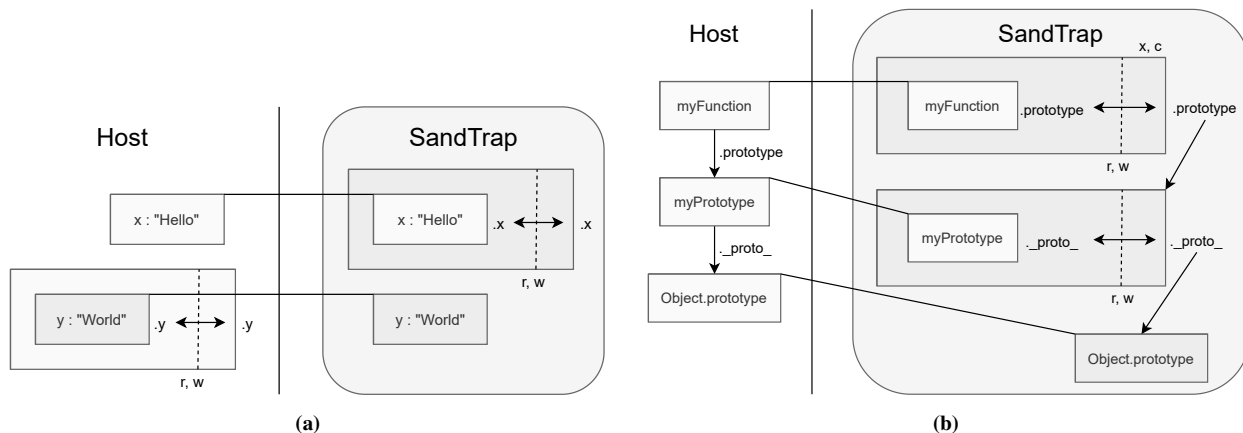 Host
SandTrap
x : "Hello"
x : "Hello"
.x
.x
r, w
y : "World"
.y
.y
y : "World"
r, w
(a)
Host
SandTrap
x, c
myFunction
myFunction
.prototype
.prototype
.prototype
r, w
myPrototype
myPrototype
._proto_
._proto_
._proto_
r, w
Object.prototype
Object.prototype
(b)